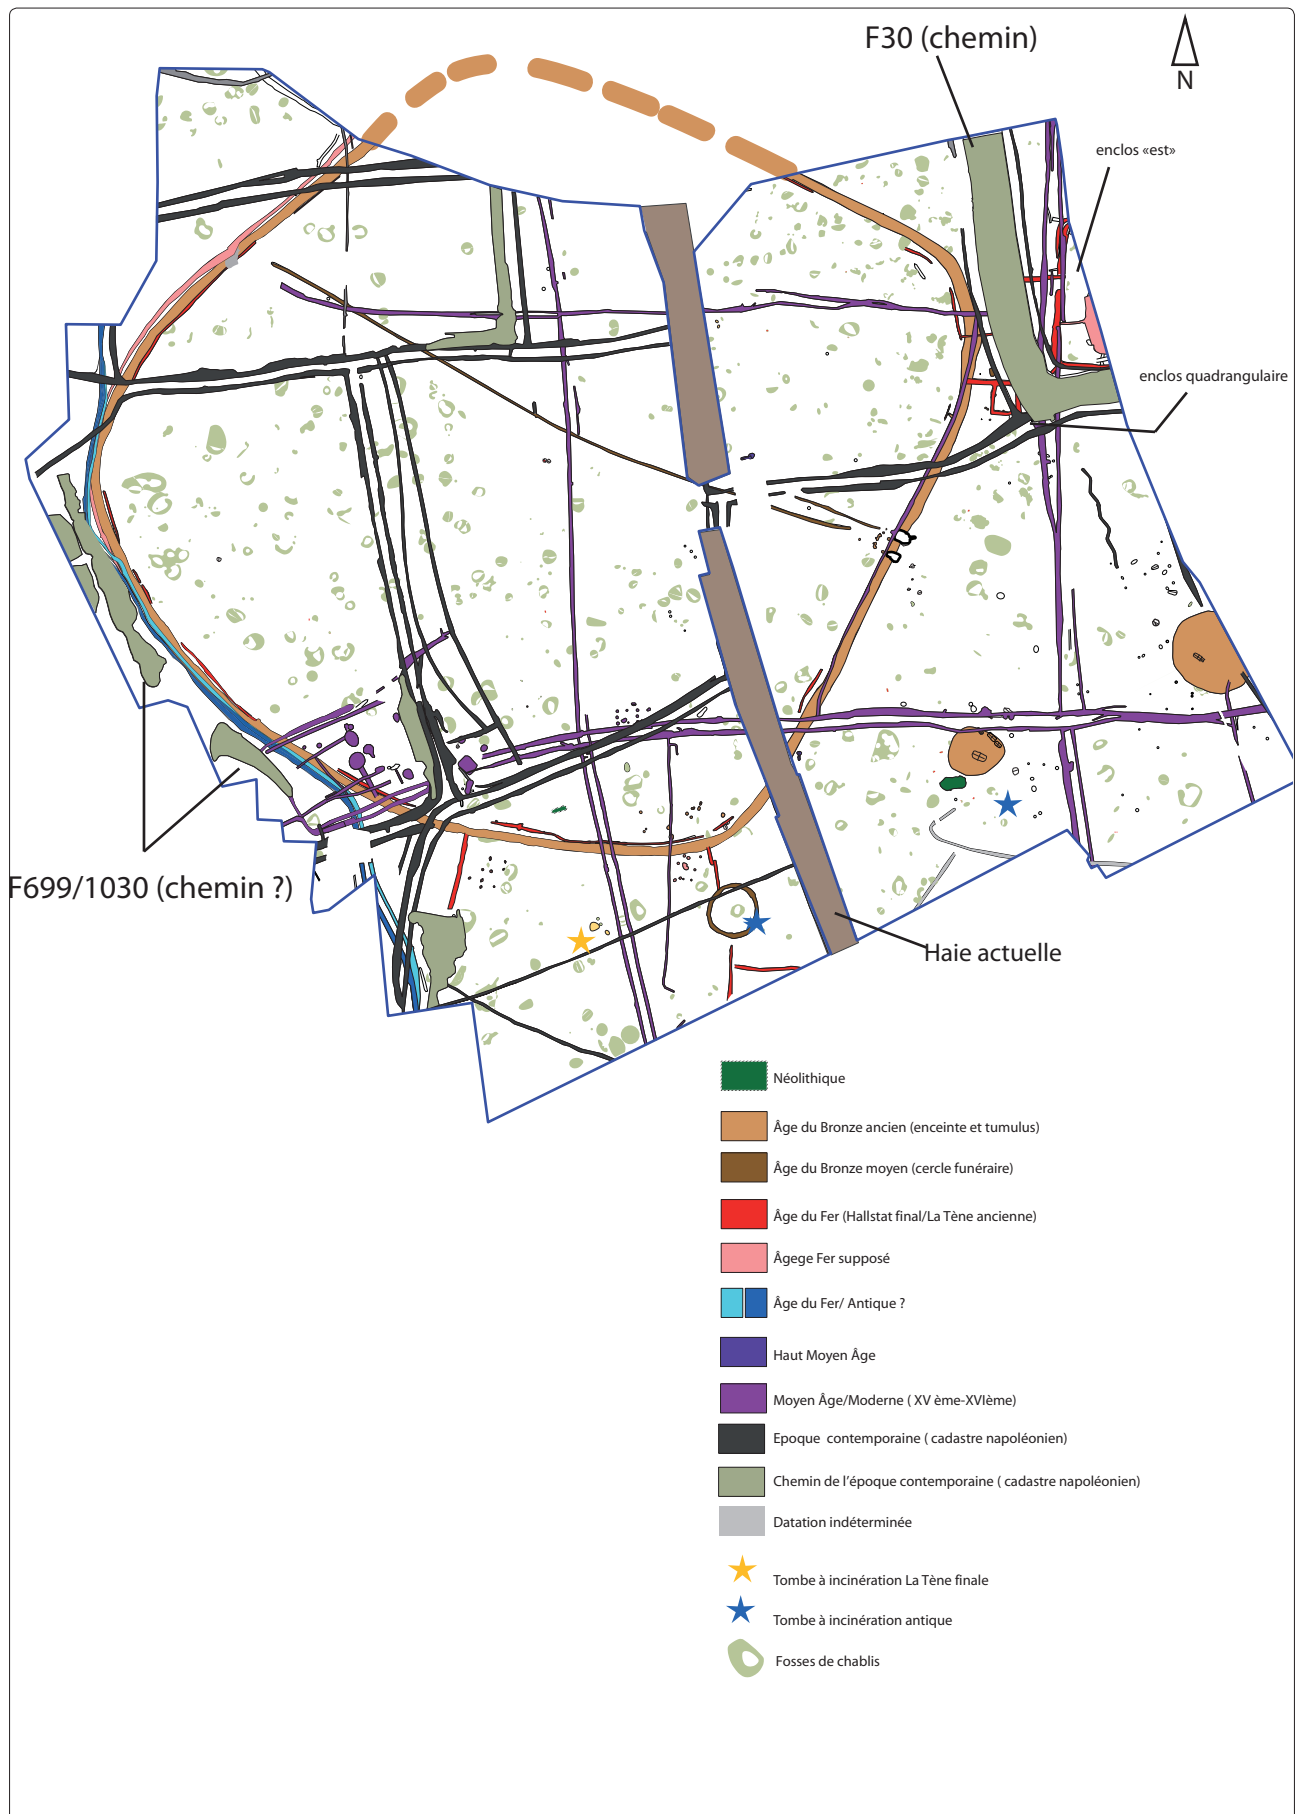 F30 (chemin)
N
enclos «est»
enclos quadrangulaire
F699/1030 (chemin ?)
Haie actuelle
Néolithique
Âge du Bronze ancien (enceinte et tumulus)
Âge du Bronze moyen (cercle funéraire)
Âge du Fer (Hallstat final/La Tène ancienne)
Âgege Fer supposé
Âge du Fer/ Antique ?
Haut Moyen Âge
Moyen Âge/Moderne ( XV ème-XVIème)
Epoque contemporaine ( cadastre napoléonien)
Chemin de l'époque contemporaine ( cadastre napoléonien)
Datation indéterminée
Tombe à incinération La Tène finale
Tombe à incinération antique
Fosses de chablis